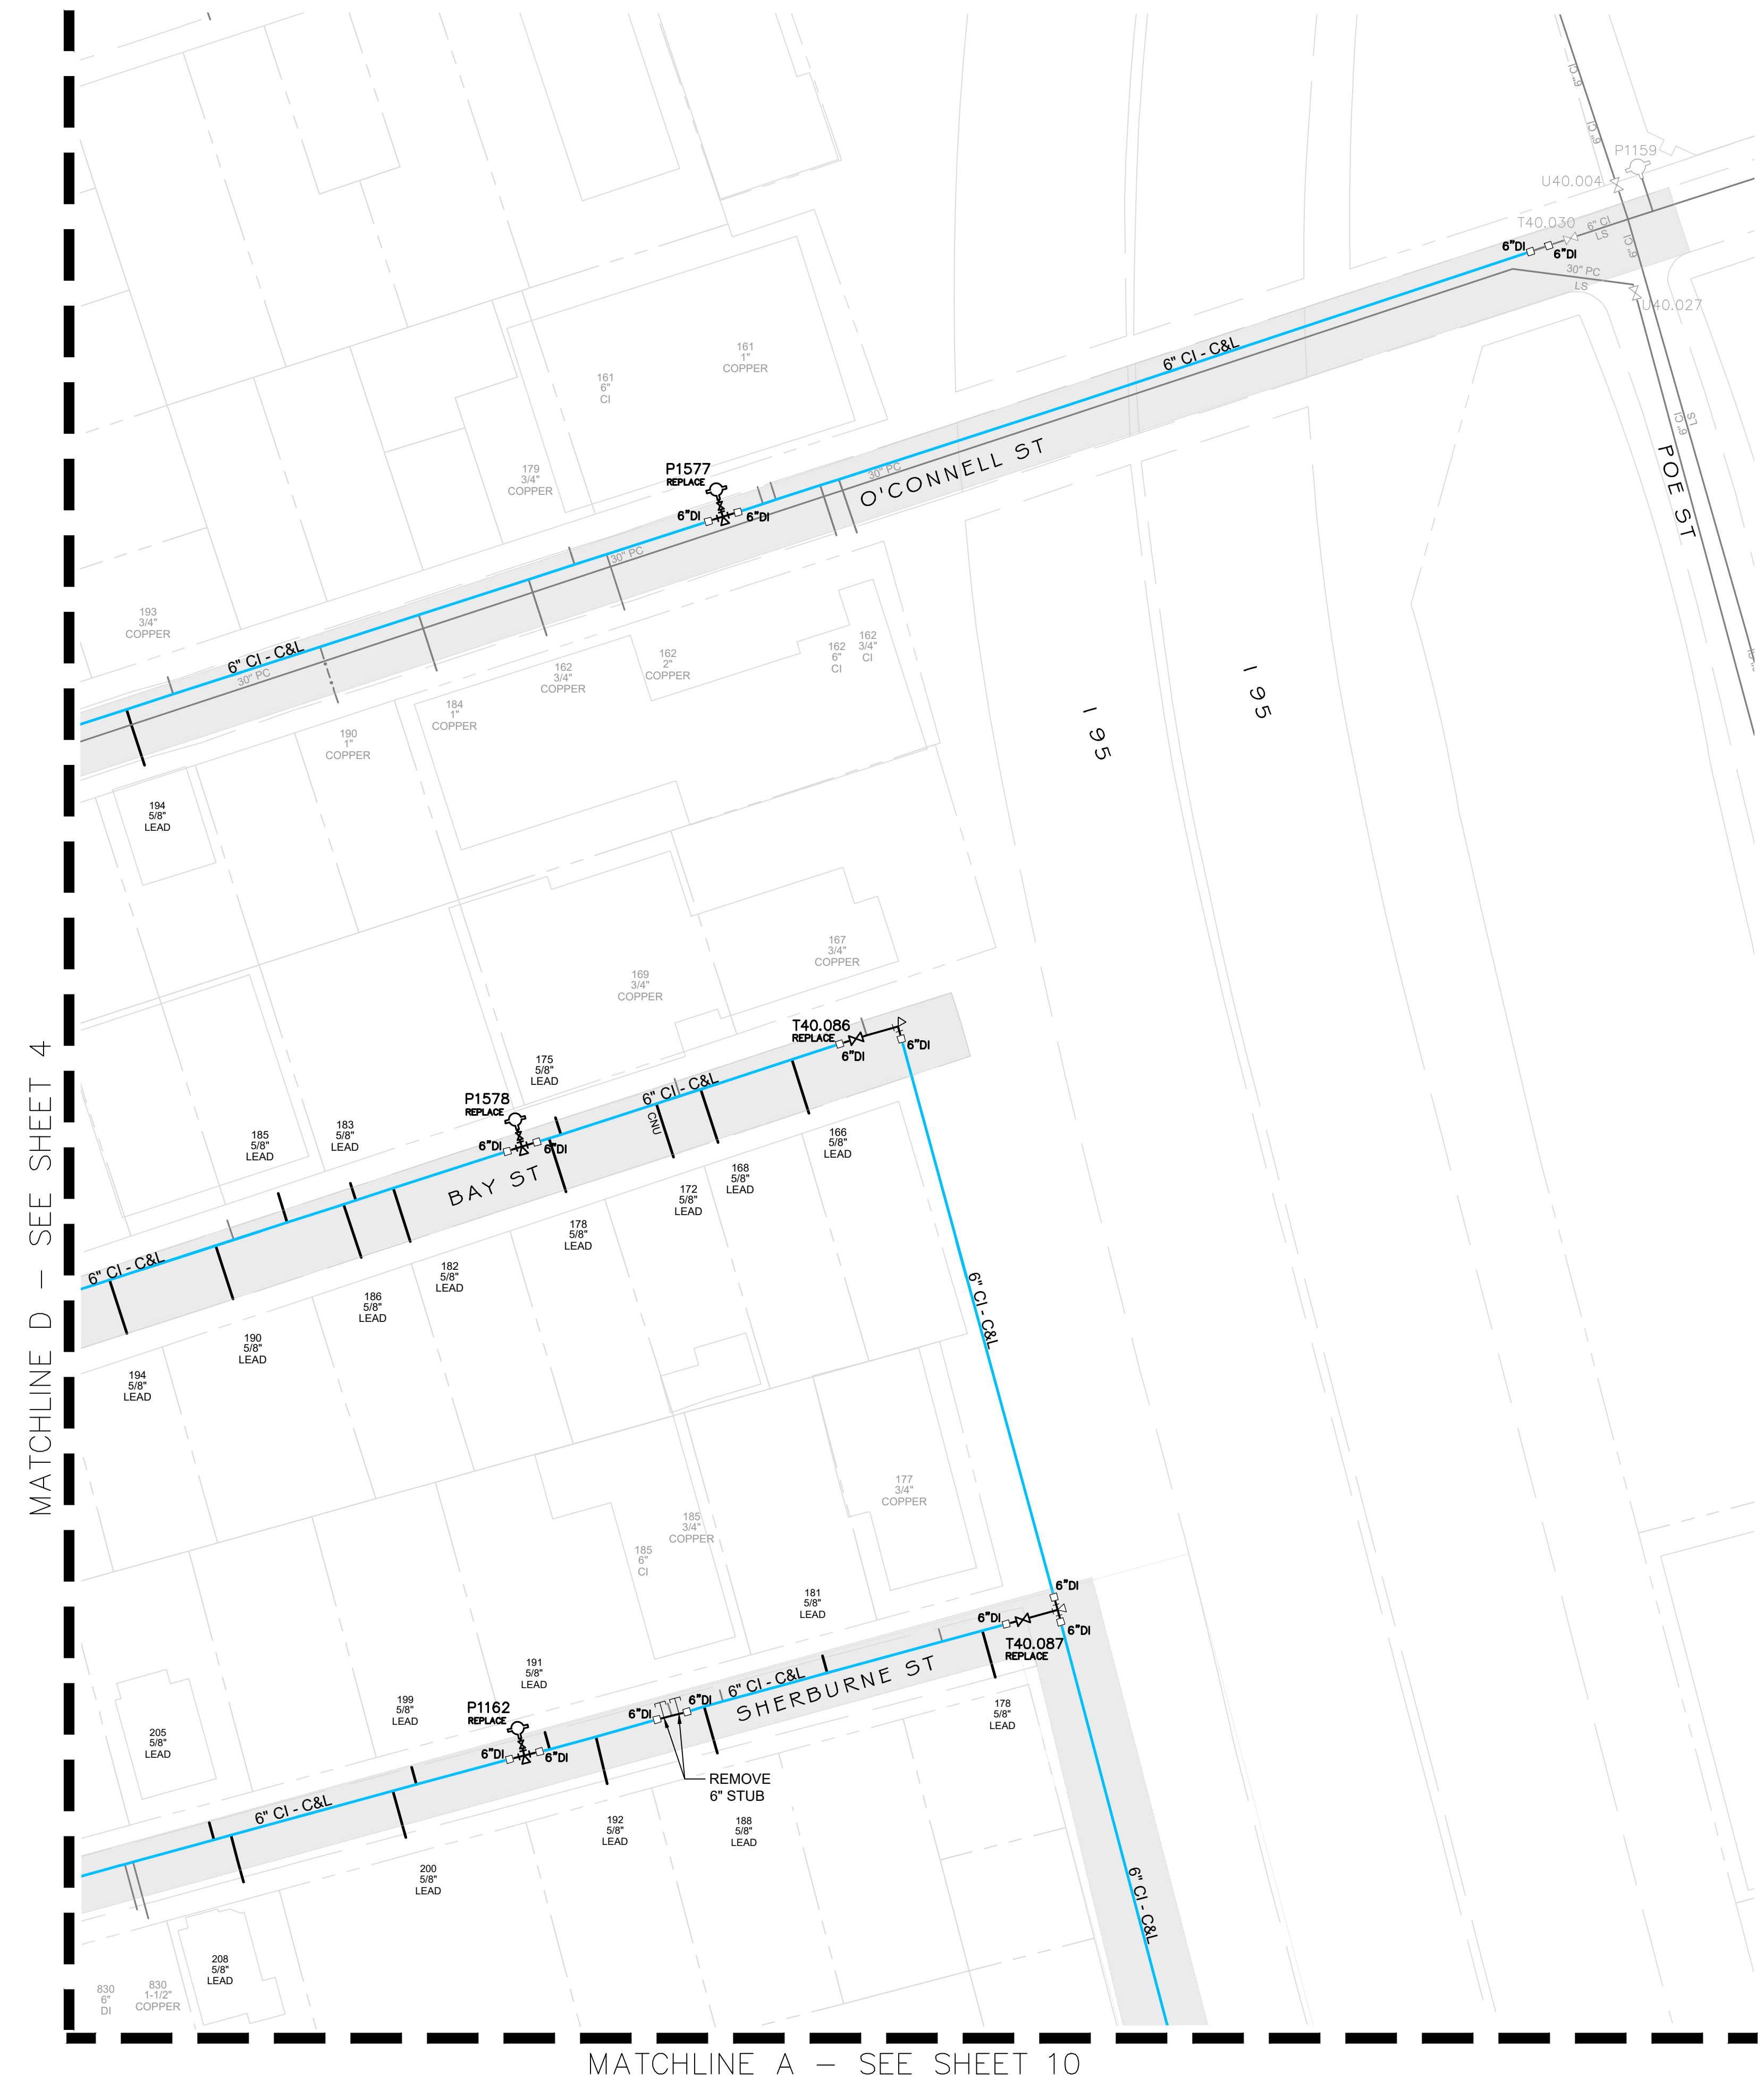 6" CI
6" CI
P1159
U40.004
T40.030
6" CI
LS
6" CI
6"DI
6"DI
30" PC
LS
U40.027
6" CI - C&L
161
1"
COPPER
161
6"
CI
LS
6" CI
P1577
REPLACE
179
3/4"
COPPER
30" PC
O'CONNELL ST
POE ST
6"DI
6"DI
30" PC
193
3/4"
COPPER
6" CI - C&L
30" PC
162
3/4"
COPPER
162
2"
COPPER
162
6"
CI
162
3/4"
CI
184
1"
COPPER
190
1"
COPPER
I 95
I 95
194
5/8"
LEAD
167
3/4"
COPPER
169
3/4"
COPPER
T40.086
REPLACE
6"DI
6"DI
175
5/8"
LEAD
6" CI - C&L
P1578
REPLACE
CNU
6"DI
6"DI
183
5/8"
LEAD
185
5/8"
LEAD
166
5/8"
LEAD
168
5/8"
LEAD
172
5/8"
LEAD
BAY ST
178
5/8"
LEAD
6" CI - C&L
182
5/8"
LEAD
186
5/8"
LEAD
190
5/8"
LEAD
194
5/8"
LEAD
6" CI - C&L
MATCHLINE D - SEE SHEET 4
177
3/4"
COPPER
185
3/4"
COPPER
185
6"
CI
181
5/8"
LEAD
6"DI
6"DI
6"DI
T40.087
REPLACE
191
5/8"
LEAD
6" CI - C&L
SHERBURNE ST
199
5/8"
LEAD
P1162
REPLACE
6"DI
6"DI
178
5/8"
LEAD
205
5/8"
LEAD
6"DI
6"DI
REMOVE
6" STUB
6" CI - C&L
192
5/8"
LEAD
188
5/8"
LEAD
200
5/8"
LEAD
6" CI - C&L
208
5/8"
LEAD
830
6"
DI
830
1-1/2"
COPPER
MATCHLINE A - SEE SHEET 10